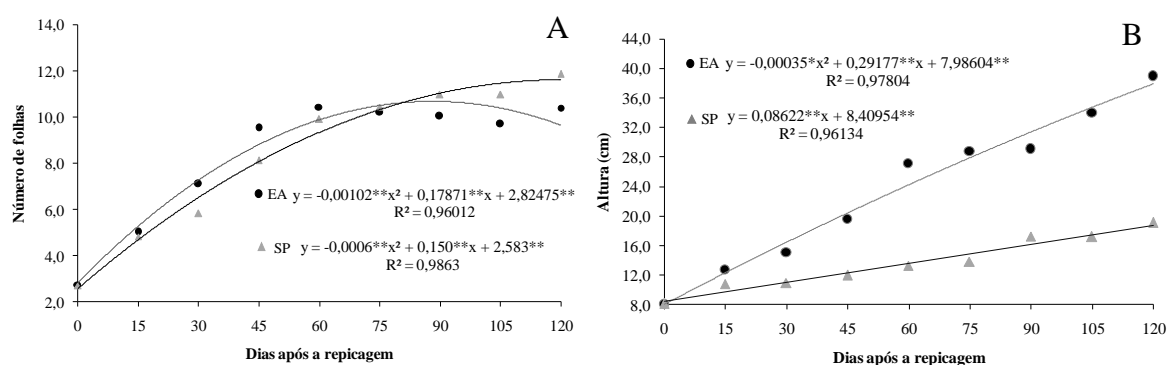 A
Número de folhas
14,0
12,0
10,0
8,0
6,0
4,0
2,0
EA y = -0,00102**x² + 0,17871**x + 2,82475**
R² = 0,96012
SP y = -0,0006**x² + 0,150**x + 2,583**
R² = 0,9863
0 15 30 45 60 75 90 105 120
Dias após a repicagem
B
Altura (cm)
44,0
40,0
36,0
32,0
28,0
24,0
20,0
16,0
12,0
8,0
EA y = -0,00035*x² + 0,29177**x + 7,98604**
R² = 0,97804
SP y = 0,08622**x + 8,40954**
R² = 0,96134
0 15 30 45 60 75 90 105 120
Dias após a repicagem